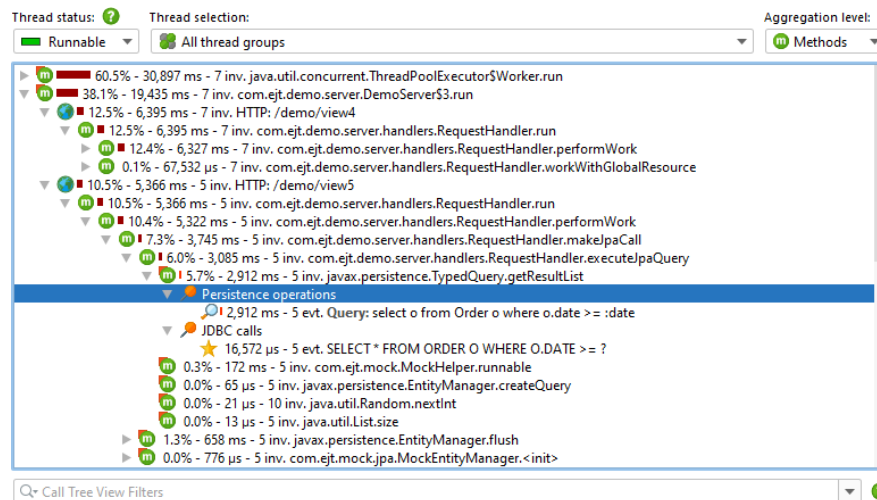 Thread status: ? Thread selection: Aggregation level:
Runnable All thread groups m Methods
m 60.5% - 30,897 ms - 7 inv. java.util.concurrent.ThreadPoolExecutor$Worker.run
m 38.1% - 19,435 ms - 7 inv. com.ejt.demo.server.DemoServer$3.run
12.5% - 6,395 ms - 7 inv. HTTP: /demo/view4
m 12.5% - 6,395 ms - 7 inv. com.ejt.demo.server.handlers.RequestHandler.run
m 12.4% - 6,327 ms - 7 inv. com.ejt.demo.server.handlers.RequestHandler.performWork
m 0.1% - 67,532 µs - 7 inv. com.ejt.demo.server.handlers.RequestHandler.workWithGlobalResource
10.5% - 5,366 ms - 5 inv. HTTP: /demo/view5
m 10.5% - 5,366 ms - 5 inv. com.ejt.demo.server.handlers.RequestHandler.run
m 10.4% - 5,322 ms - 5 inv. com.ejt.demo.server.handlers.RequestHandler.performWork
m 7.3% - 3,745 ms - 5 inv. com.ejt.demo.server.handlers.RequestHandler.makeJpaCall
m 6.0% - 3,085 ms - 5 inv. com.ejt.demo.server.handlers.RequestHandler.executeJpaQuery
m 5.7% - 2,912 ms - 5 inv. javax.persistence.TypedQuery.getResultList
Persistence operations
2,912 ms - 5 evt. Query: select o from Order o where o.date >= :date
JDBC calls
16,572 µs - 5 evt. SELECT * FROM ORDER O WHERE O.DATE >= ?
m 0.3% - 172 ms - 5 inv. com.ejt.mock.MockHelper.runnable
m 0.0% - 65 µs - 5 inv. javax.persistence.EntityManager.createQuery
m 0.0% - 21 µs - 10 inv. java.util.Random.nextInt
m 0.0% - 13 µs - 5 inv. java.util.List.size
m 1.3% - 658 ms - 5 inv. javax.persistence.EntityManager.flush
m 0.0% - 776 µs - 5 inv. com.ejt.mock.jpa.MockEntityManager.<init>
Call Tree View Filters